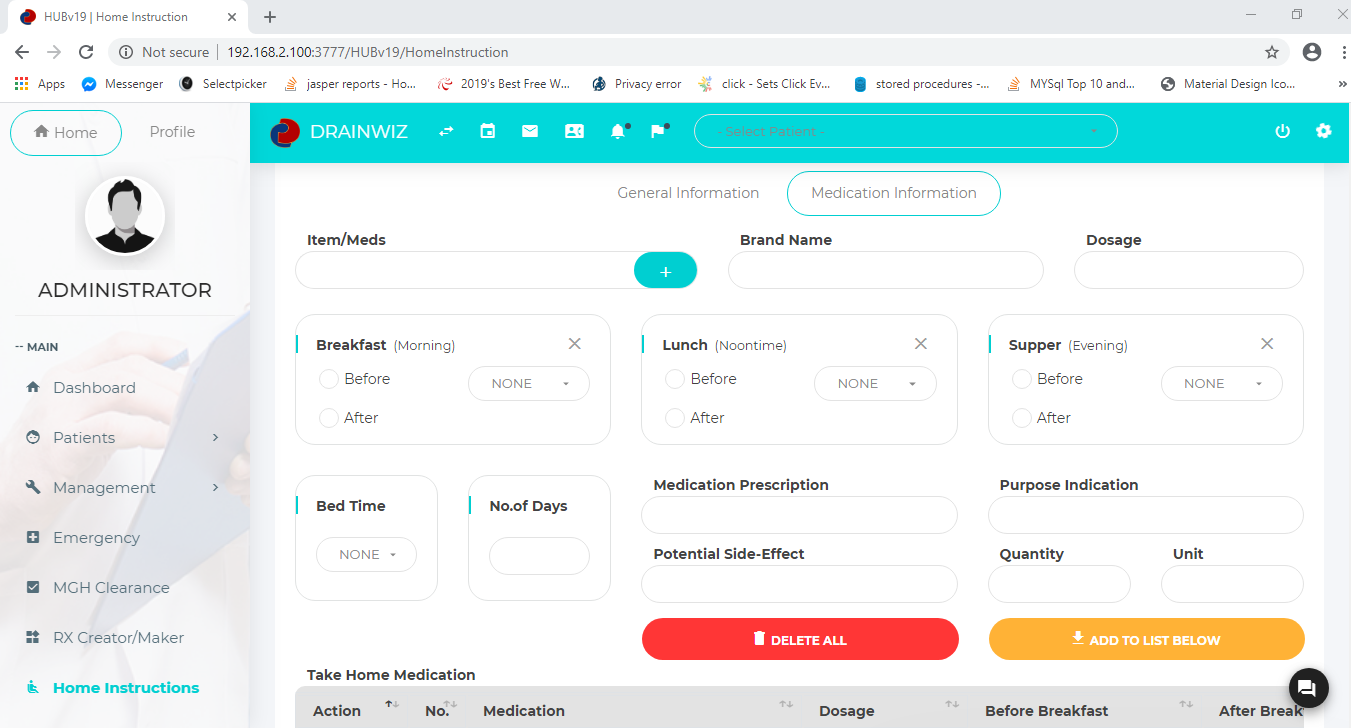 HUBv19 | Home Instruction
Not secure | 192.168.2.100:3777/HUBv19/HomeInstruction
Apps Messenger Selectpicker jasper reports - Ho... 2019's Best Free W... Privacy error click - Sets Click Ev... stored procedures -... MYSql Top 10 and... Material Design Ico... »
Home Profile
DRAINWIZ - Select Patient -
ADMINISTRATOR
-- MAIN
Dashboard
Patients
Management
Emergency
MGH Clearance
RX Creator/Maker
Home Instructions
General Information Medication Information
Item/Meds Brand Name Dosage
+
Breakfast (Morning) Lunch (Noontime) Supper (Evening)
Before NONE Before NONE Before NONE
After After After
Bed Time No.of Days Medication Prescription Purpose Indication
NONE Potential Side-Effect Quantity Unit
DELETE ALL ADD TO LIST BELOW
Take Home Medication
Action No. Medication Dosage Before Breakfast After Break